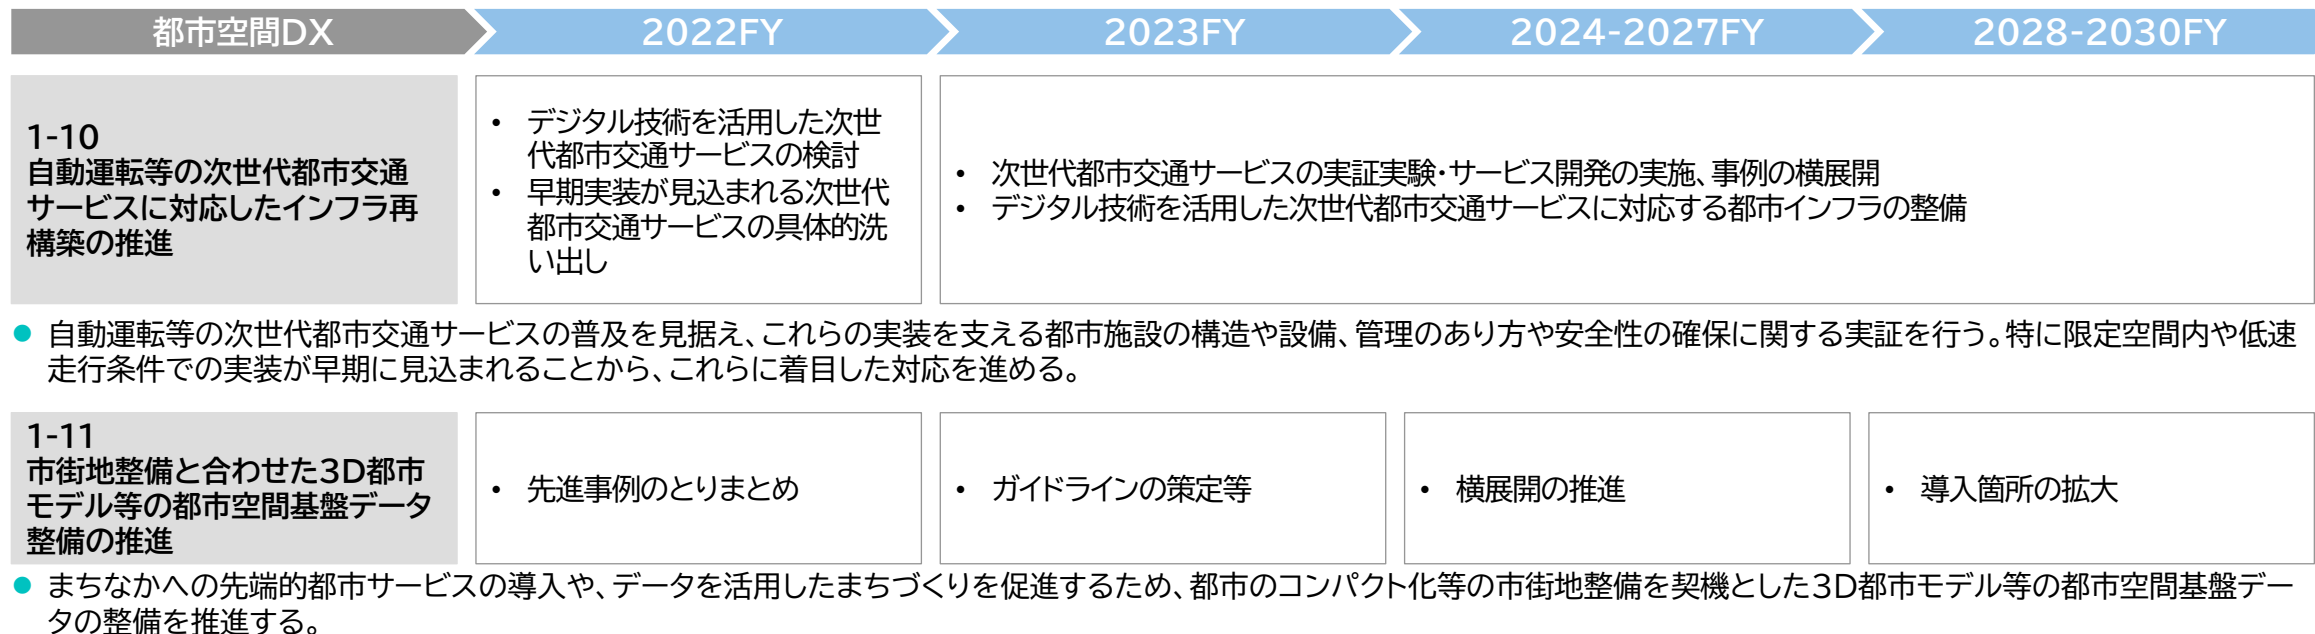 都市空間DX
2022FY
2023FY
2024-2027FY
2028-2030FY
1-10
自動運転等の次世代都市交通
サービスに対応したインフラ再
構築の推進
• デジタル技術を活用した次世
代都市交通サービスの検討
• 早期実装が見込まれる次世代
都市交通サービスの具体的洗
い出し
• 次世代都市交通サービスの実証実験・サービス開発の実施、事例の横展開
• デジタル技術を活用した次世代都市交通サービスに対応する都市インフラの整備
● 自動運転等の次世代都市交通サービスの普及を見据え、これらの実装を支える都市施設の構造や設備、管理のあり方や安全性の確保に関する実証を行う。特に限定空間内や低速
走行条件での実装が早期に見込まれることから、これらに着目した対応を進める。
1-11
市街地整備と合わせた3D都市
モデル等の都市空間基盤データ
整備の推進
• 先進事例のとりまとめ
• ガイドラインの策定等
• 横展開の推進
• 導入箇所の拡大
● まちなかへの先端的都市サービスの導入や、データを活用したまちづくりを促進するため、都市のコンパクト化等の市街地整備を契機とした3D都市モデル等の都市空間基盤デー
タの整備を推進する。